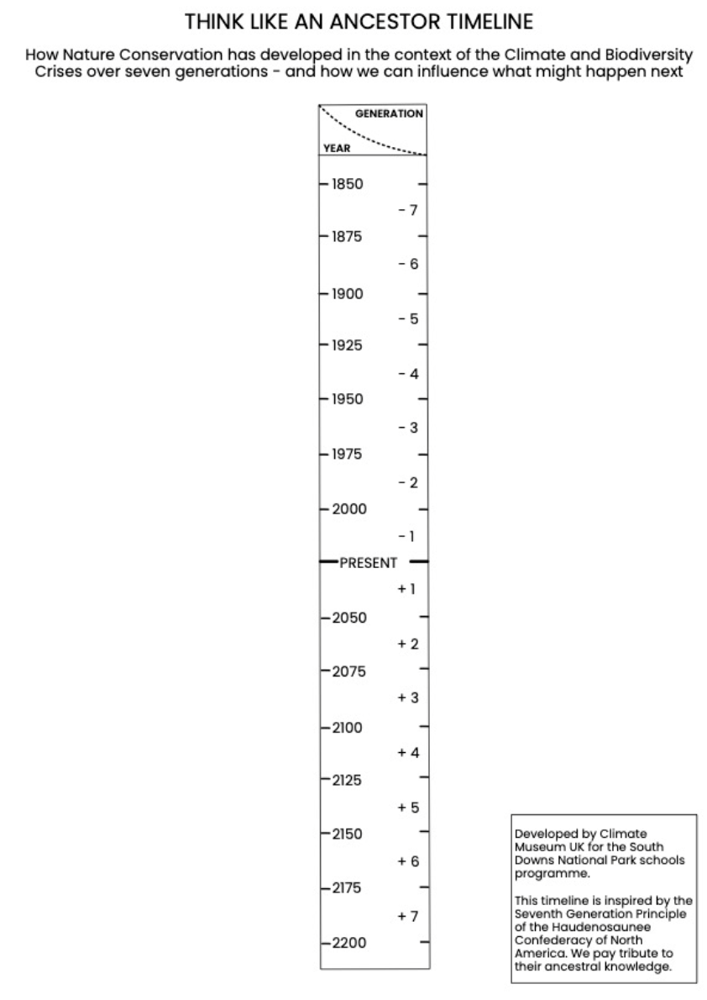 THINK LIKE AN ANCESTOR TIMELINE
How Nature Conservation has developed in the context of the Climate and Biodiversity
Crises over seven generations - and how we can influence what might happen next
GENERATION
YEAR
1850
- 7
1875
- 6
1900
- 5
1925
- 4
1950
- 3
1975
- 2
2000
- 1
PRESENT
+ 1
2050
+ 2
2075
+ 3
2100
+ 4
2125
+ 5
2150
+ 6
2175
+ 7
2200
Developed by Climate
Museum UK for the South
Downs National Park schools
programme.
This timeline is inspired by the
Seventh Generation Principle
of the Haudenosaunee
Confederacy of North
America. We pay tribute to
their ancestral knowledge.